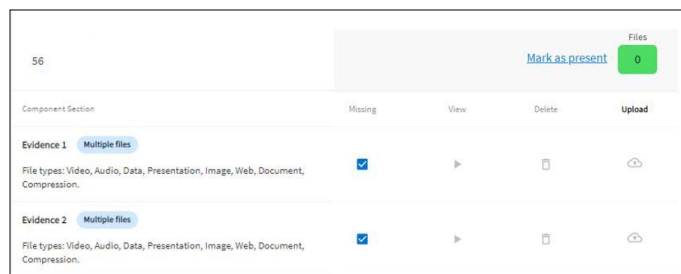 Files
56 Mark as present 0
Component Section Missing View Delete Upload
Evidence 1 Multiple files
File types: Video, Audio, Data, Presentation, Image, Web, Document,
Compression.
Evidence 2 Multiple files
File types: Video, Audio, Data, Presentation, Image, Web, Document,
Compression.